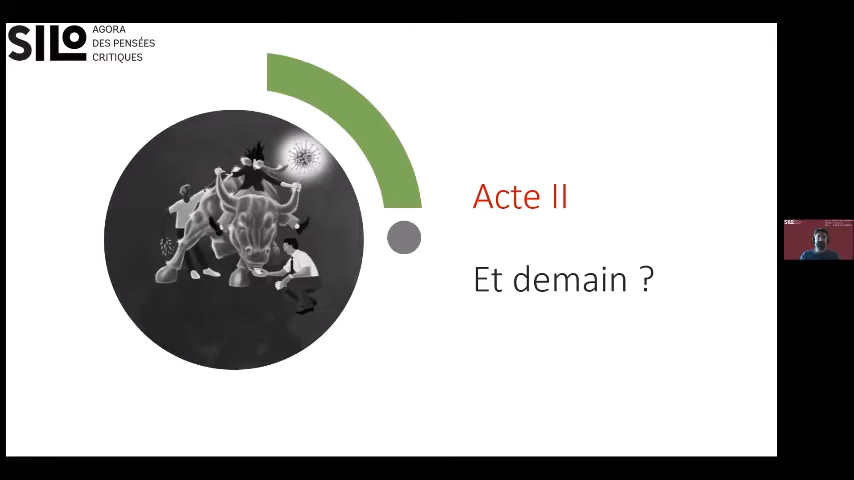 SILO
AGORA
DES PENSÉES
CRITIQUES
Acte II
Et demain ?